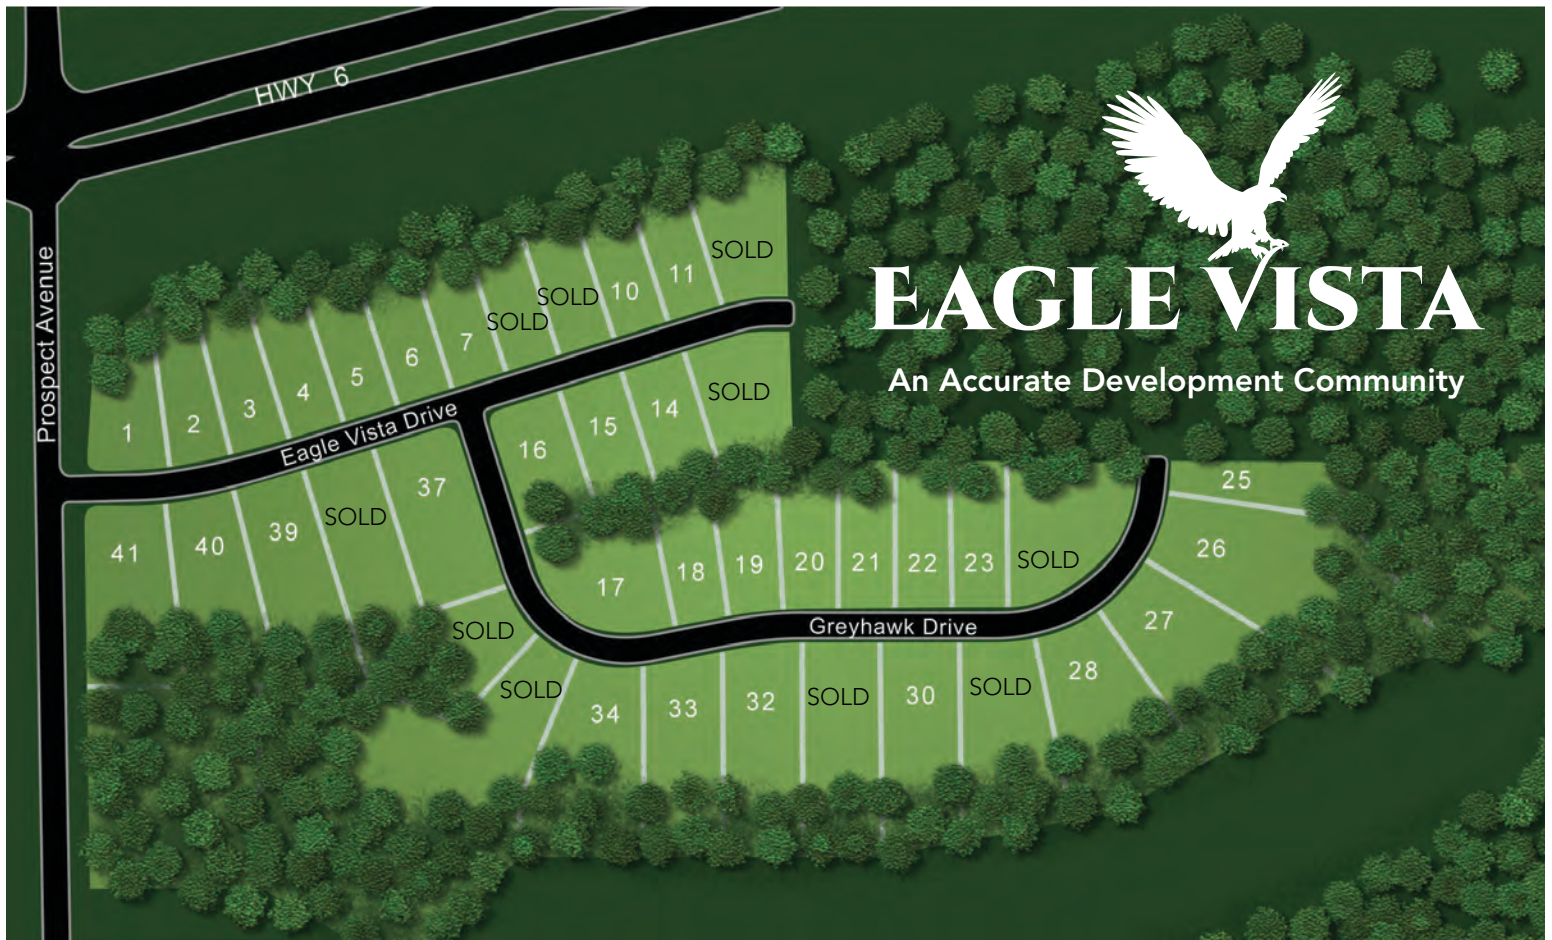 HWY 6
Prospect Avenue
EAGLE VISTA
An Accurate Development Community
1
2
3
4
5
6
7
SOLD
SOLD
10
11
SOLD
Eagle Vista Drive
16
15
14
SOLD
41
40
39
SOLD
37
17
18
19
20
21
22
23
SOLD
25
26
27
28
Greyhawk Drive
SOLD
SOLD
34
33
32
SOLD
30
SOLD